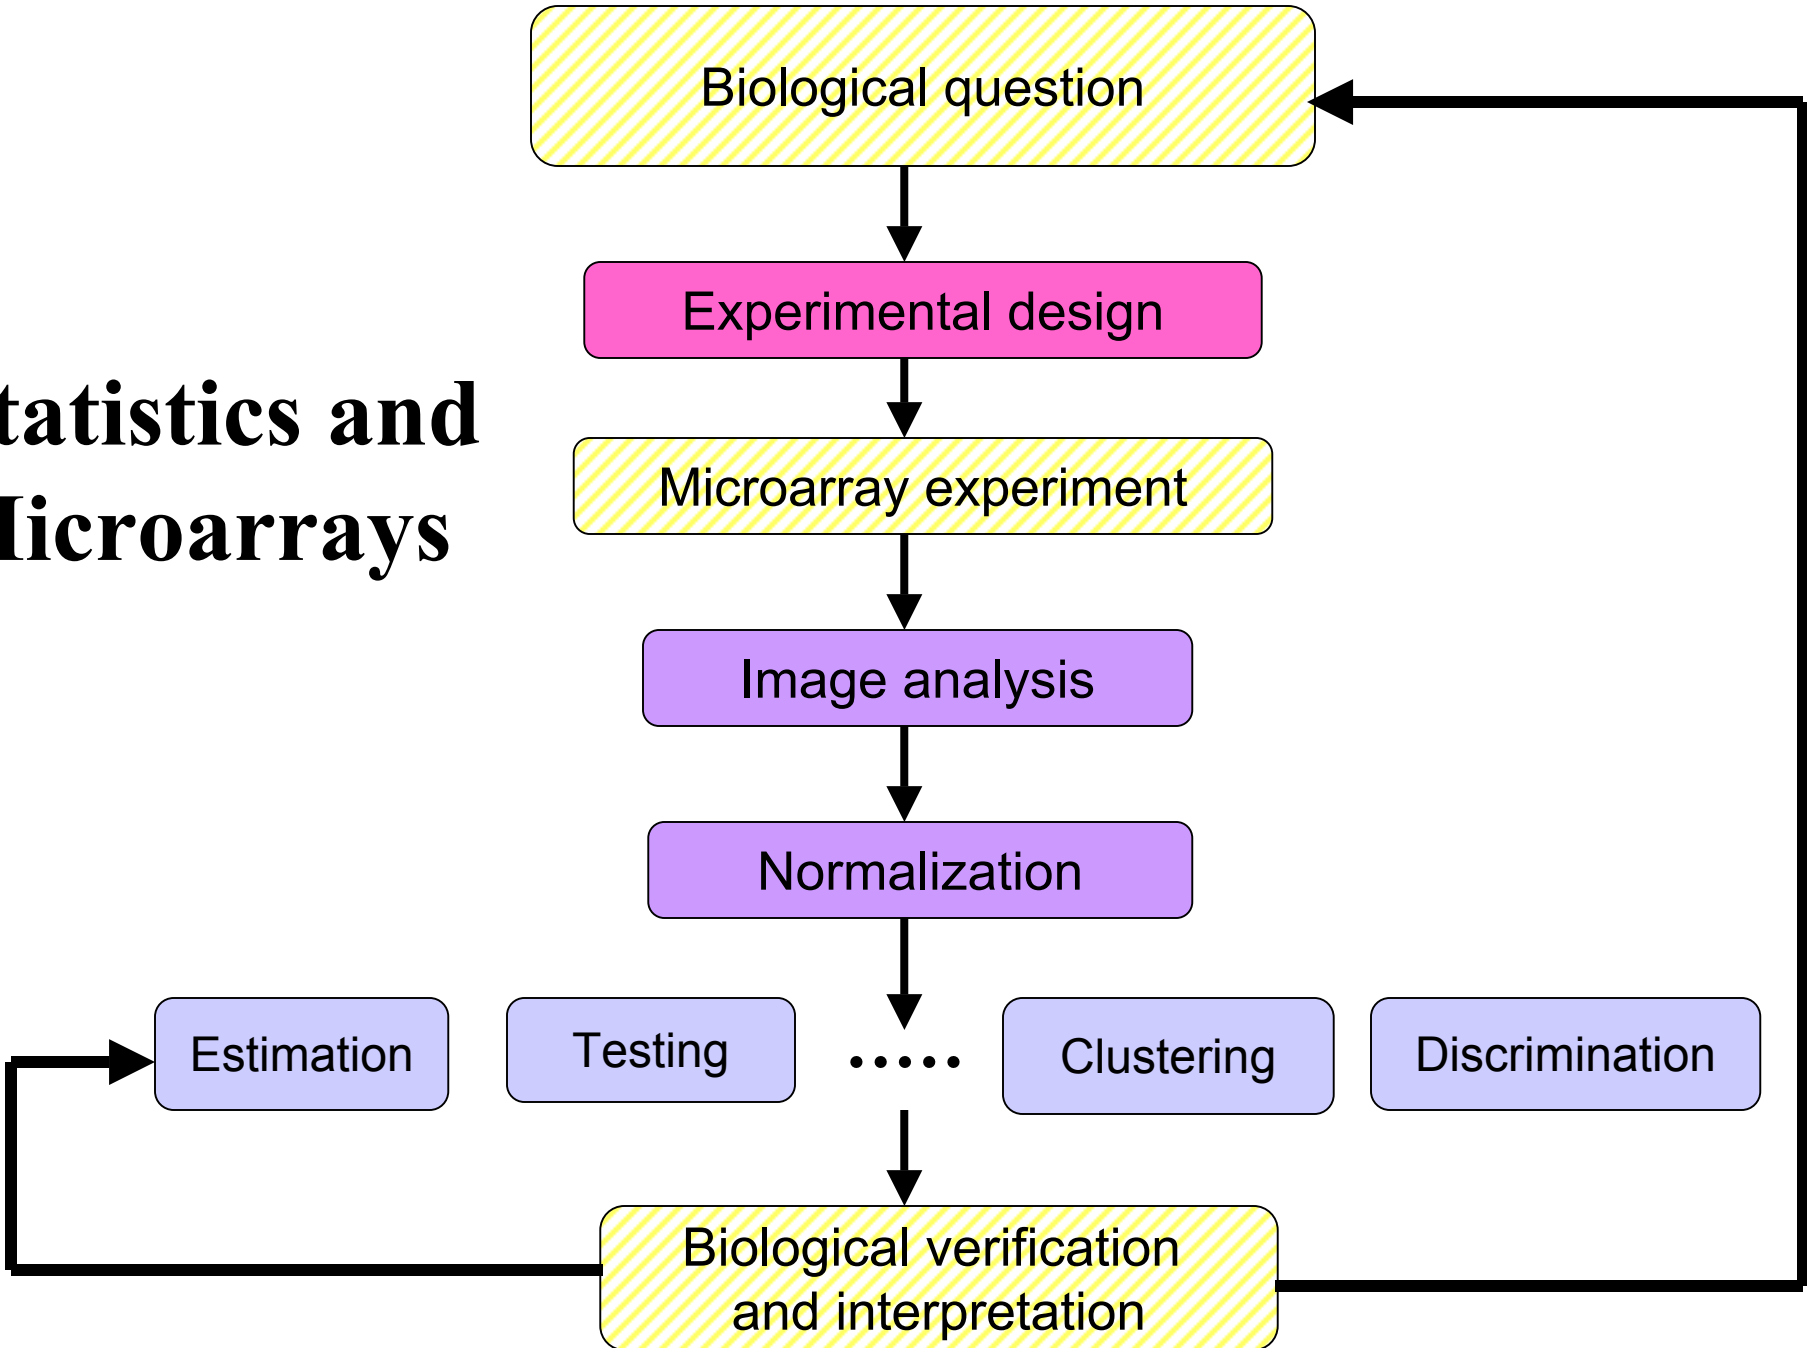 Biological question
Experimental design
tatistics and
Microarray experiment
Iicroarrays
Image analysis
Normalization
Estimation
Testing
.....
Clustering
Discrimination
Biological verification
and interpretation